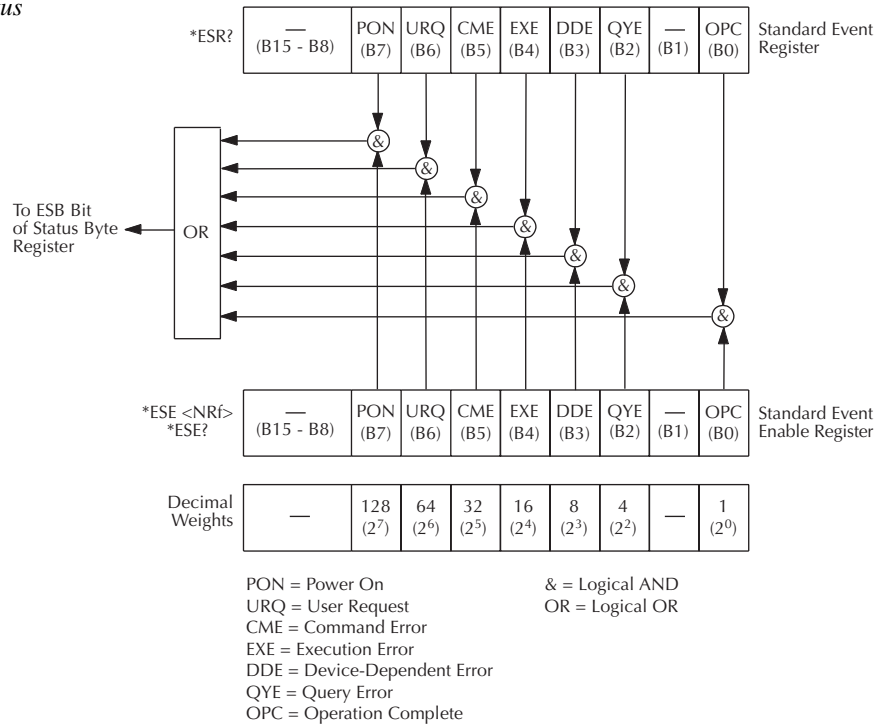 us
*ESR?
— PON URQ CME EXE DDE QYE — OPC
(B15 - B8) (B7) (B6) (B5) (B4) (B3) (B2) (B1) (B0)
Standard Event
Register
&
&
&
&
&
&
&
To ESB Bit
of Status Byte
Register
OR
*ESE <NRf>
*ESE?
— PON URQ CME EXE DDE QYE — OPC
(B15 - B8) (B7) (B6) (B5) (B4) (B3) (B2) (B1) (B0)
Standard Event
Enable Register
Decimal
Weights
— 128 64 32 16 8 4 — 1
(2⁷) (2⁶) (2⁵) (2⁴) (2³) (2²) (2⁰)
PON = Power On
URQ = User Request
CME = Command Error
EXE = Execution Error
DDE = Device-Dependent Error
QYE = Query Error
OPC = Operation Complete
& = Logical AND
OR = Logical OR